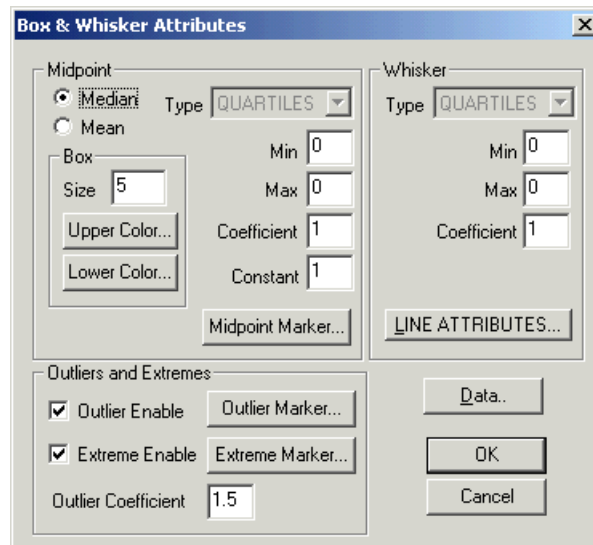 Box & Whisker Attributes
Midpoint
Median
Mean
Type QUARTILES
Box
Size 5
Upper Color...
Lower Color...
Min 0
Max 0
Coefficient 1
Constant 1
Midpoint Marker...
Whisker
Type QUARTILES
Min 0
Max 0
Coefficient 1
LINE ATTRIBUTES...
Outliers and Extremes
Outlier Enable Outlier Marker...
Extreme Enable Extreme Marker...
Outlier Coefficient 1.5
Data..
OK
Cancel